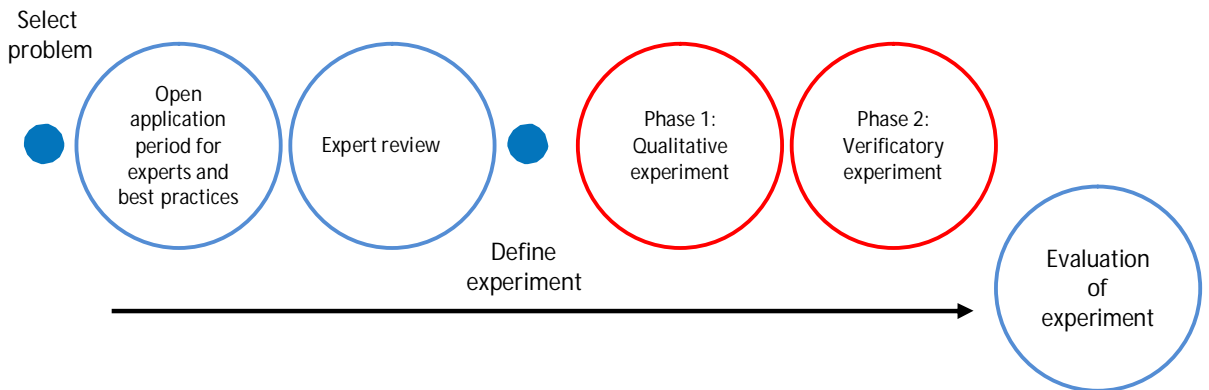 Select
problem
Open
application
period for
experts and
best practices
Expert review
Phase 1:
Qualitative
experiment
Phase 2:
Verificatory
experiment
Define
experiment
Evaluation
of
experiment